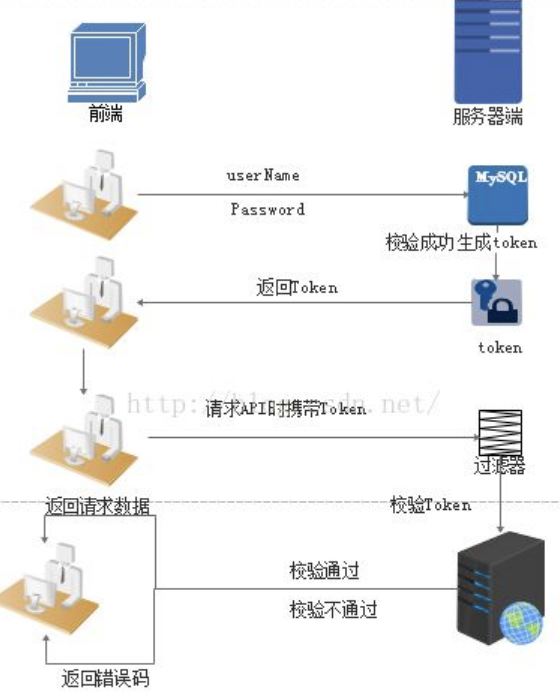 前端
服务器端
userName
MySQL
Password
校验成功生成token
返回Token
token
http://blog.csdn.net/
请求API时携带Token
过滤器
返回请求数据
校验Token
校验通过
校验不通过
返回错误码